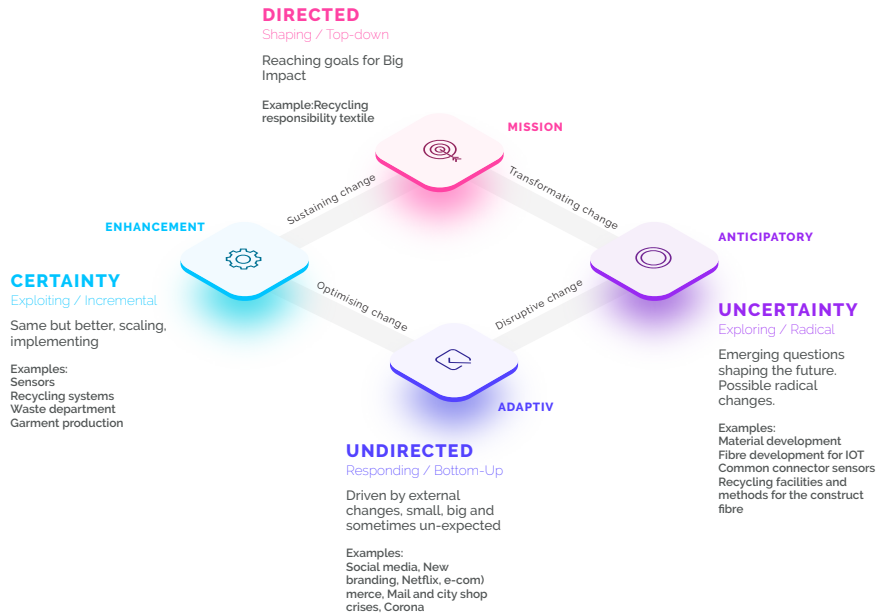 DIRECTED
Shaping / Top-down
Reaching goals for Big
Impact
Example:Recycling
responsibility textile
MISSION
Sustaining change
Transformating change
ENHANCEMENT
ANTICIPATORY
CERTAINTY
Exploiting / Incremental
Same but better, scaling,
implementing
Examples:
Sensors
Recycling systems
Waste department
Garment production
Optimising change
Disruptive change
UNCERTAINTY
Exploring / Radical
Emerging questions
shaping the future.
Possible radical
changes.
Examples:
Material development
Fibre development for IOT
Common connector sensors
Recycling facilities and
methods for the construct
fibre
ADAPTIV
UNDIRECTED
Responding / Bottom-Up
Driven by external
changes, small, big and
sometimes un-expected
Examples:
Social media, New
branding, Netflix, e-com)
merce, Mail and city shop
crises, Corona